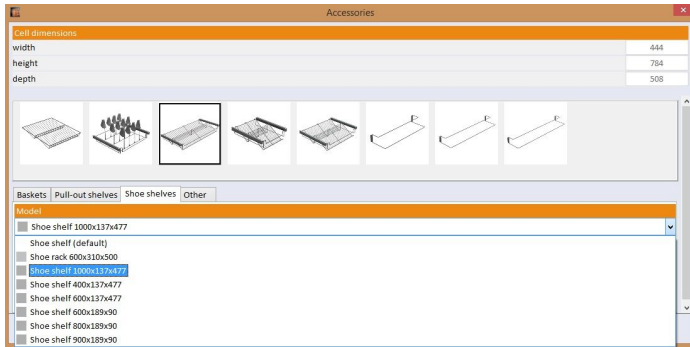 Accessories
Cell dimensions
width 444
height 784
depth 508
Baskets Pull-out shelves Shoe shelves Other
Model
Shoe shelf 1000x137x477
Shoe shelf (default)
Shoe rack 600x310x500
Shoe shelf 1000x137x477
Shoe shelf 400x137x477
Shoe shelf 600x137x477
Shoe shelf 600x189x90
Shoe shelf 800x189x90
Shoe shelf 900x189x90